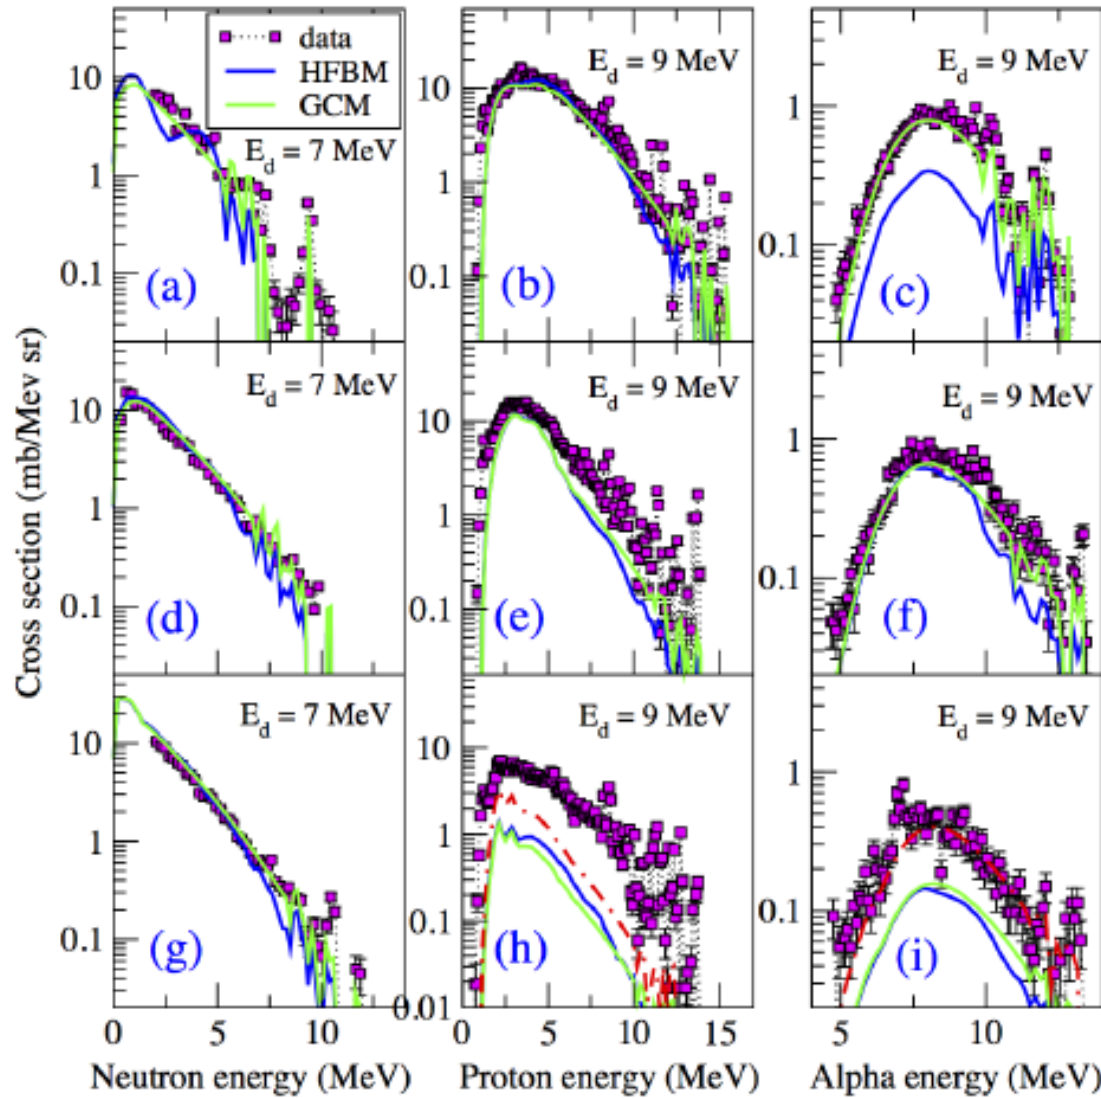 data
HFBM
GCM
E_d = 7 MeV
(a)
10
1
0.1
E_d = 9 MeV
(b)
10
1
0.1
E_d = 9 MeV
(c)
1
0.1
E_d = 7 MeV
(d)
10
1
0.1
E_d = 9 MeV
(e)
10
1
0.1
E_d = 9 MeV
(f)
1
0.1
E_d = 7 MeV
(g)
10
1
0.1
E_d = 9 MeV
(h)
10
1
0.1
0.01
E_d = 9 MeV
(i)
1
0.1
Cross section (mb/Mev sr)
0 5 10
Neutron energy (MeV)
0 5 10 15
Proton energy (MeV)
5 10
Alpha energy (MeV)